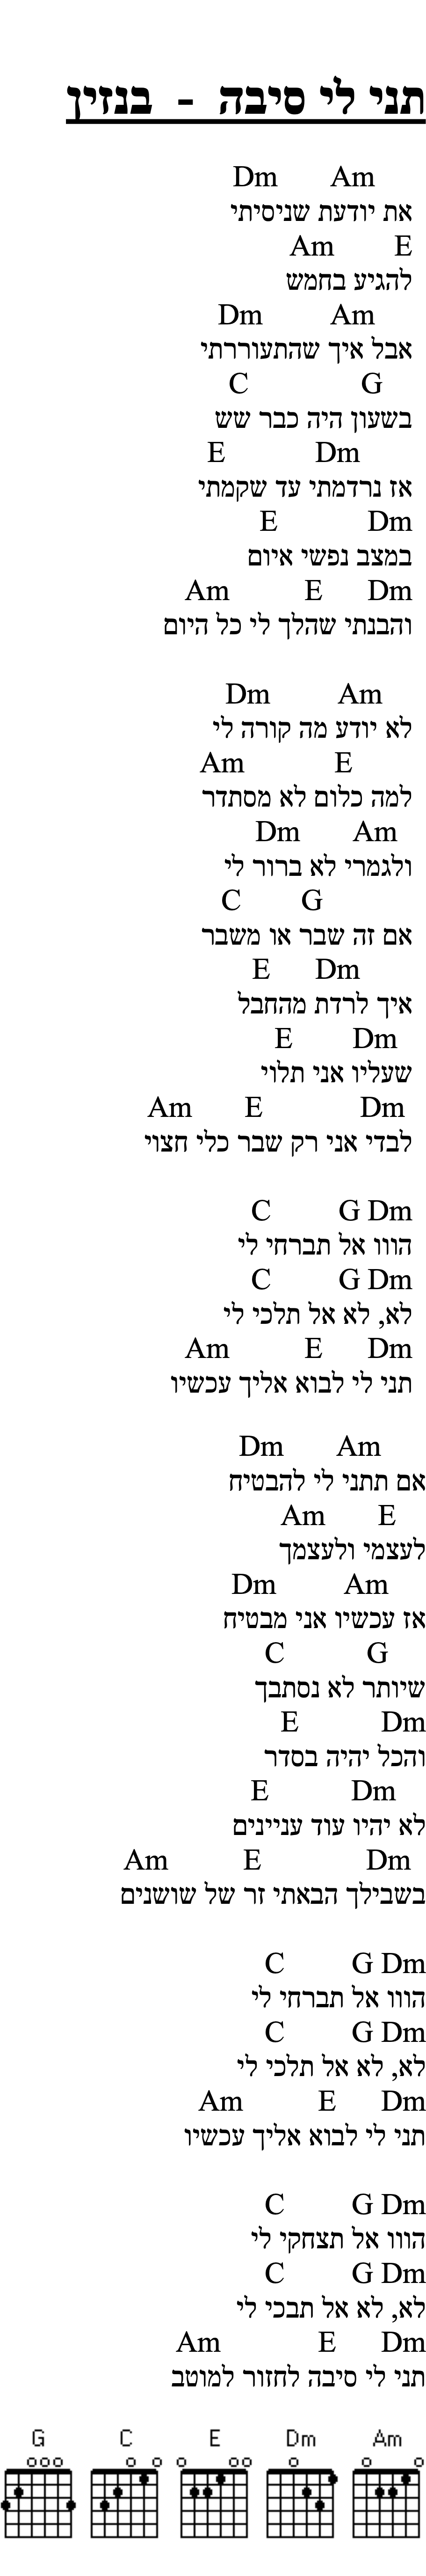 תני לי סיבה - בנזין
Dm Am
את יודעת שניסיתי
Am E
להגיע בחמש
Dm Am
אבל איך שהתעוררתי
C G
בשעון היה כבר שש
E Dm
אז נרדמתי עד שקמתי
E Dm
במצב נפשי איום
Am E Dm
והבנתי שהלך לי כל היום
Dm Am
לא יודע מה קורה לי
Am E
למה כלום לא מסתדר
Dm Am
ולגמרי לא ברור לי
C G
אם זה שבר או משבר
E Dm
איך לרדת מהחבל
E Dm
שעליו אני תלוי
Am E Dm
לבדי אני רק שבר כלי חצוי
C G Dm
הווו אל תברחי לי
C G Dm
לא, לא אל תלכי לי
Am E Dm
תני לי לבוא אליך עכשיו
Dm Am
אם תתני לי להבטיח
Am E
לעצמי ולעצמך
Dm Am
אז עכשיו אני מבטיח
C G
שיותר לא נסתבך
E Dm
והכל יהיה בסדר
E Dm
לא יהיו עוד עניינים
Am E Dm
בשבילך הבאתי זר של שושנים
C G Dm
הווו אל תברחי לי
C G Dm
לא, לא אל תלכי לי
Am E Dm
תני לי לבוא אליך עכשיו
C G Dm
הווו אל תצחקי לי
C G Dm
לא, לא אל תבכי לי
Am E Dm
תני לי סיבה לחזור למוטב
G C E Dm Am